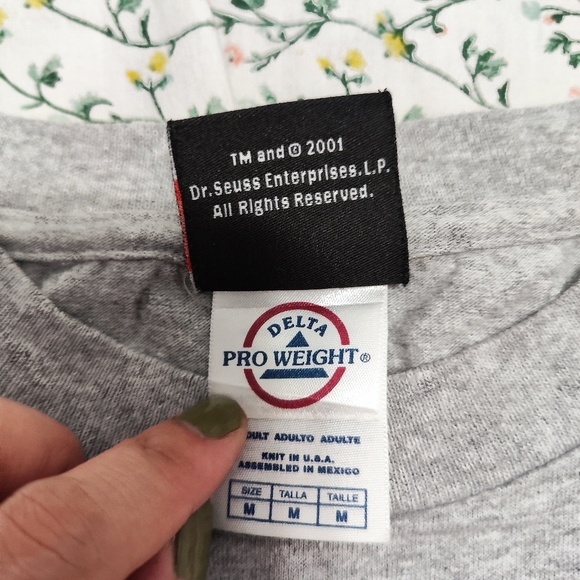 TM and © 2001
Dr.Seuss Enterprises.L.P.
All Rights Reserved.
DELTA
PRO WEIGHT®
ADULTO ADULTE
KNIT IN U.S.A.
ASSEMBLED IN MEXICO
SIZE TALLA TAILLE
M M M